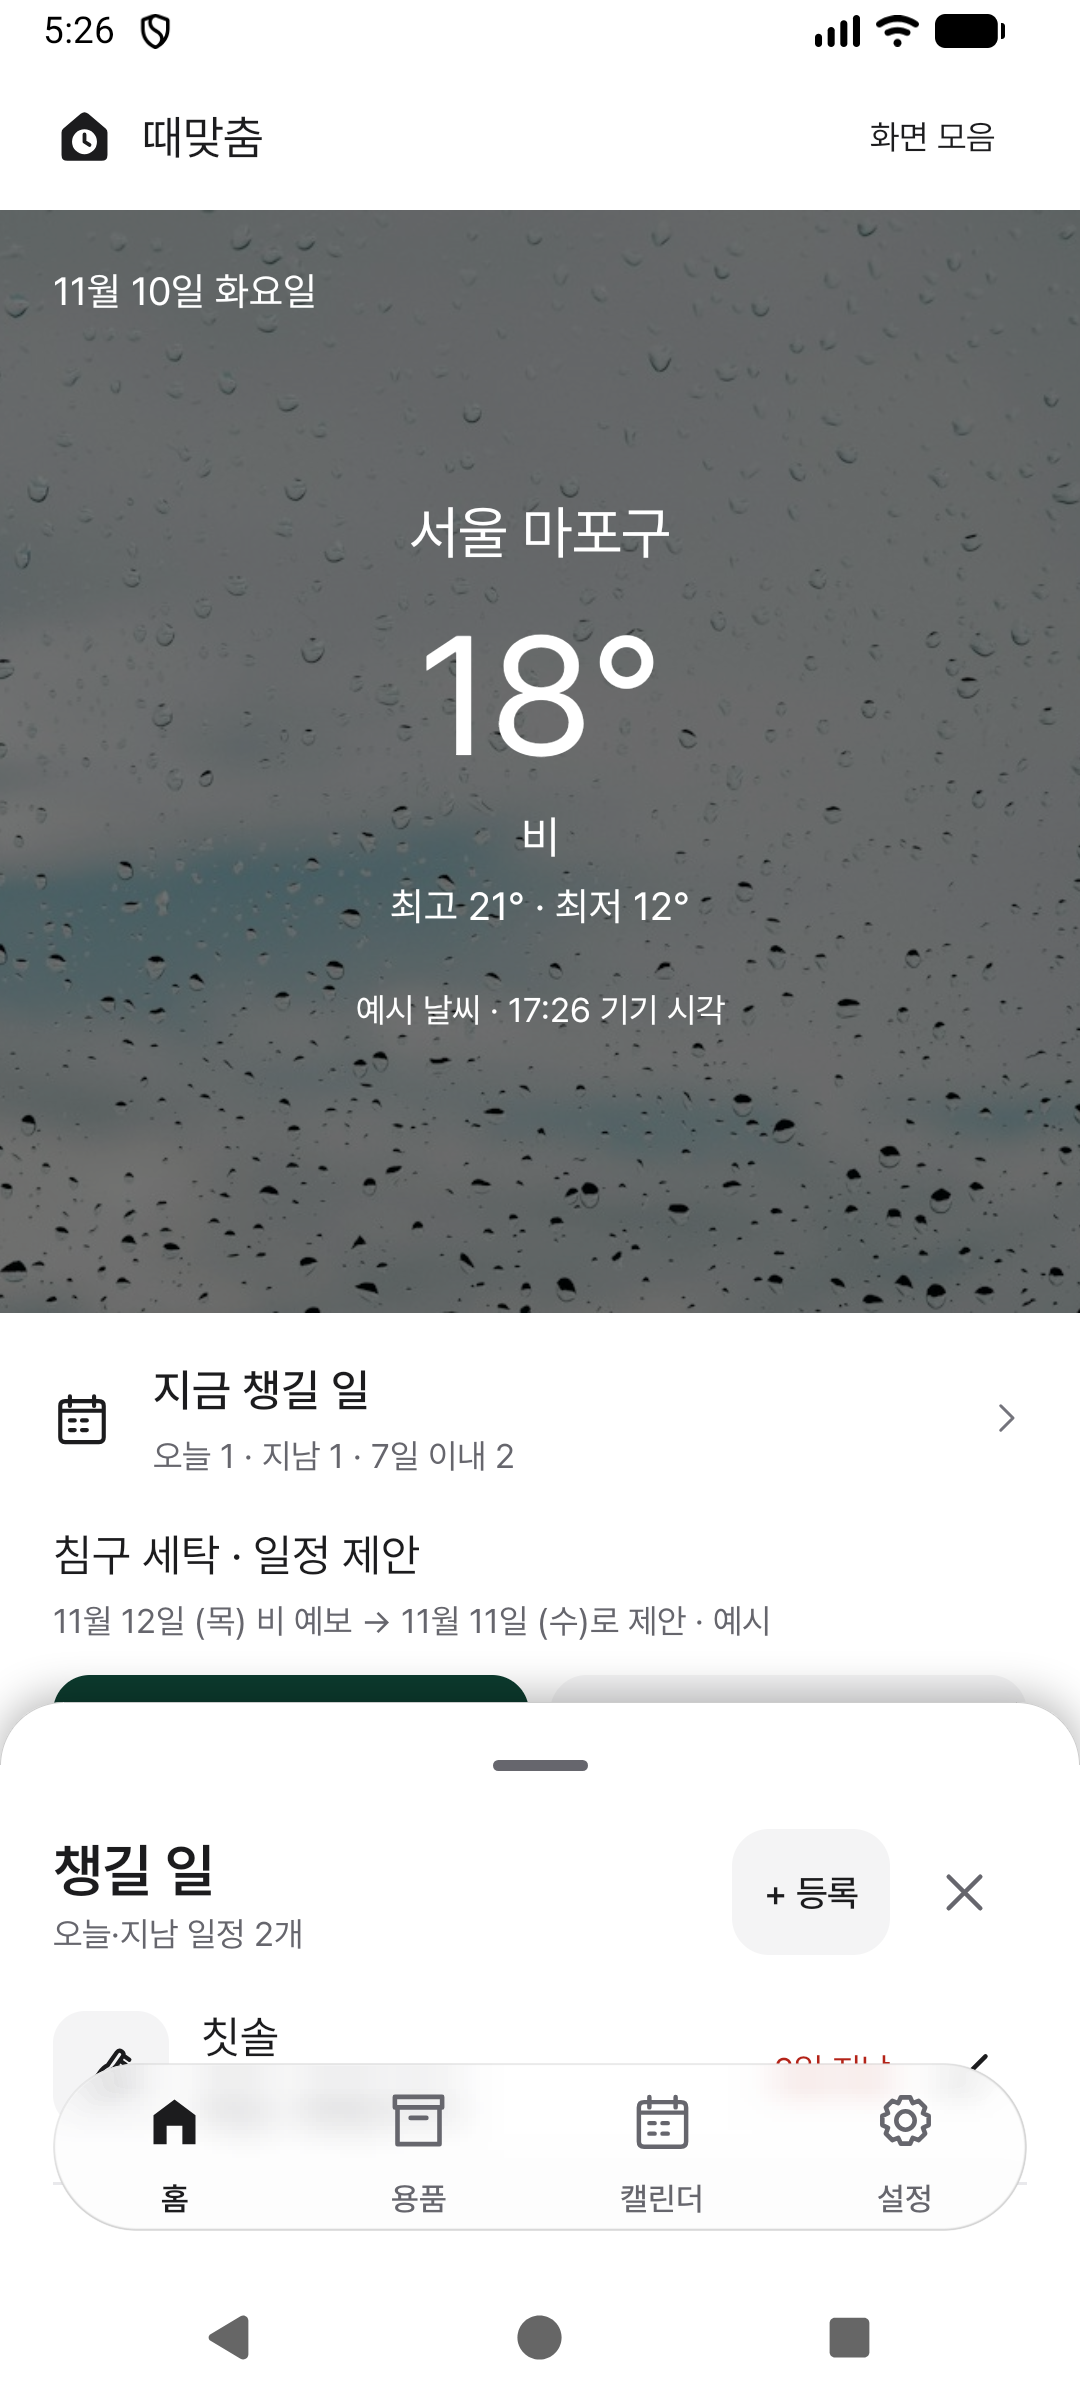 5:26
때맞춤
화면 모음
11월 10일 화요일
서울 마포구
18°
비
최고 21° · 최저 12°
예시 날씨 · 17:26 기기 시각
지금 챙길 일
오늘 1 · 지남 1 · 7일 이내 2
침구 세탁 · 일정 제안
11월 12일 (목) 비 예보 → 11월 11일 (수)로 제안 · 예시
챙길 일
+ 등록
오늘·지남 일정 2개
칫솔
홈
용품
캘린더
설정